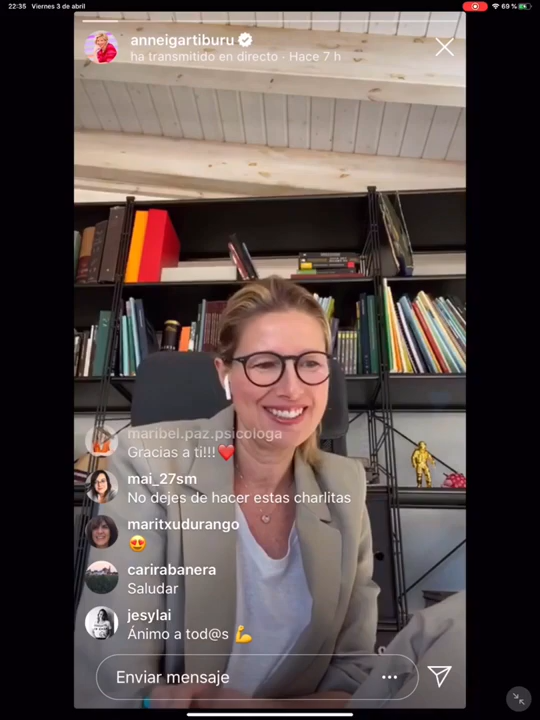 22:35 Viernes 3 de abril
69 %
anneigartiburu
ha transmitido en directo · Hace 7 h
maribel.paz.psicologa
Gracias a ti!!!❤️
mai_27sm
No dejes de hacer estas charlitas
maritxudurango
😍
carirabanera
Saludar
jesylai
Ánimo a tod@s 💪
Enviar mensaje